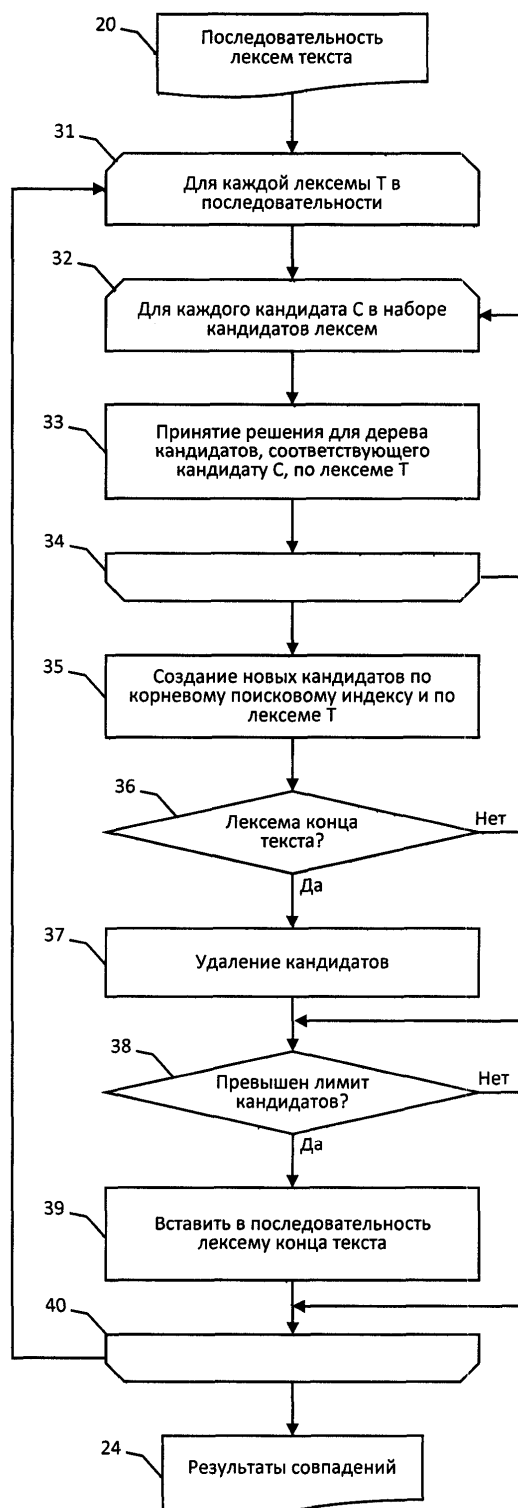 20
Последовательность
лексем текста
31
Для каждой лексемы Т в
последовательности
32
Для каждого кандидата С в наборе
кандидатов лексем
33
Принятие решения для дерева
кандидатов, соответствующего
кандидату С, по лексеме Т
34
35
Создание новых кандидатов по
корневому поисковому индексу и по
лексеме Т
36
Лексема конца
текста?
Нет
Да
37
Удаление кандидатов
38
Превышен лимит
кандидатов?
Нет
Да
39
Вставить в последовательность
лексему конца текста
40
24
Результаты совпадений